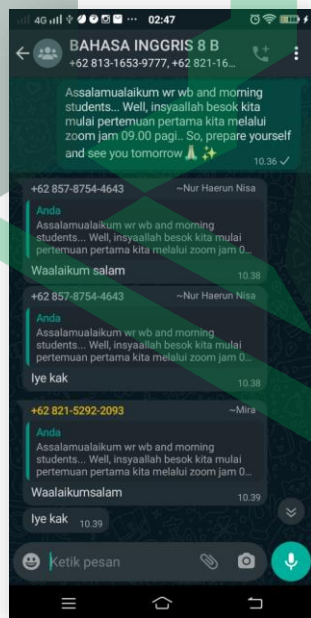 4G 02:47
BAHASA INGGRIS 8 B
+62 813-1653-9777, +62 821-16...
Assalamualaikum wr wb and morning
students... Well, insyaallah besok kita
mulai pertemuan pertama kita melalui
zoom jam 09.00 pagi.. So, prepare yourself
and see you tomorrow 🙏✨
10.36 ✓
+62 857-8754-4643 ~Nur Haerun Nisa
Anda
Assalamualaikum wr wb and morning
students... Well, insyaallah besok kita mulai
pertemuan pertama kita melalui zoom jam 0...
Waalaikum salam
10.38
+62 857-8754-4643 ~Nur Haerun Nisa
Anda
Assalamualaikum wr wb and morning
students... Well, insyaallah besok kita mulai
pertemuan pertama kita melalui zoom jam 0...
Iye kak
10.38
+62 821-5292-2093 ~Mira
Anda
Assalamualaikum wr wb and morning
students... Well, insyaallah besok kita mulai
pertemuan pertama kita melalui zoom jam 0...
Waalaikumsalam
10.39
Iye kak 10.39
Ketik pesan